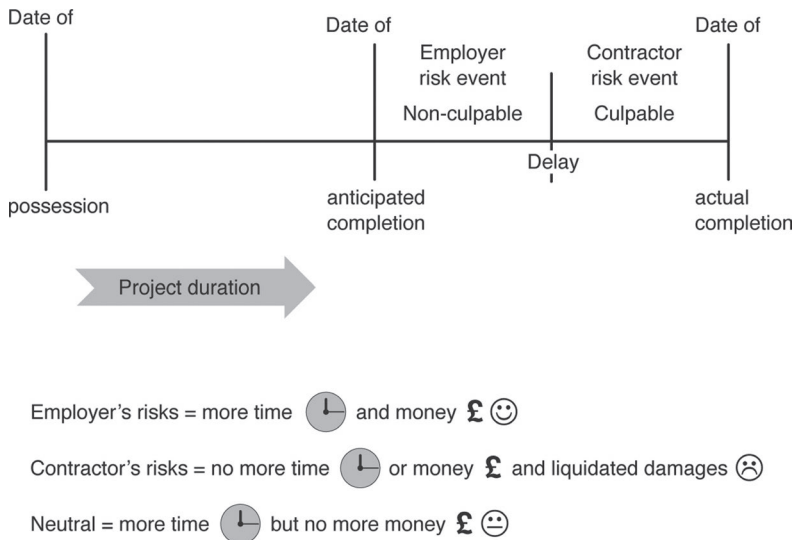 Date of
possession
Date of
anticipated
completion
Employer
risk event
Non-culpable
Contractor
risk event
Culpable
Delay
Date of
actual
completion
Project duration
Employer’s risks = more time and money £
Contractor’s risks = no more time or money £ and liquidated damages
Neutral = more time but no more money £